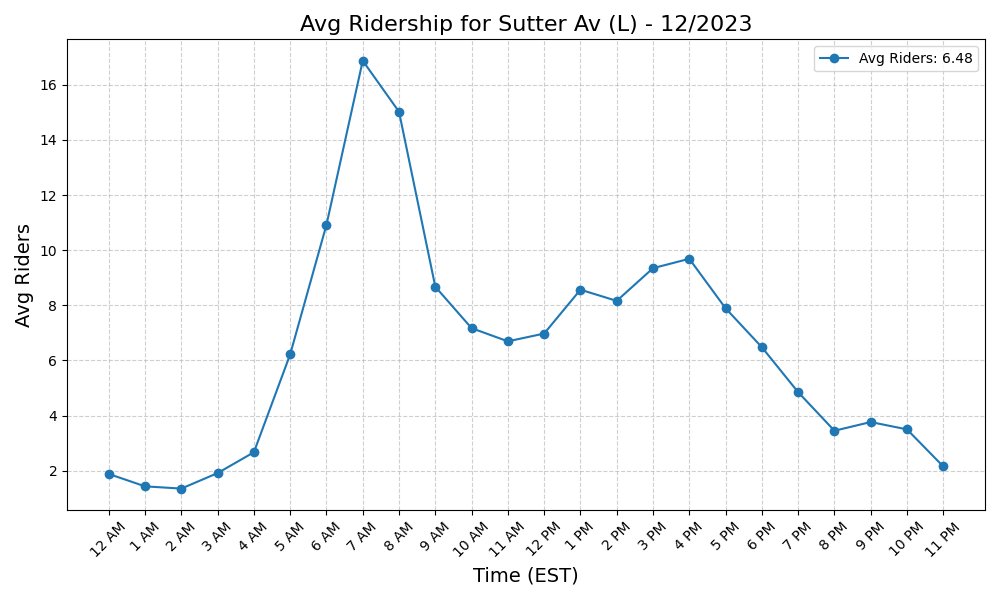 Avg Ridership for Sutter Av (L) - 12/2023
Avg Riders: 6.48
Avg Riders
16
14
12
10
8
6
4
2
12 AM
1 AM
2 AM
3 AM
4 AM
5 AM
6 AM
7 AM
8 AM
9 AM
10 AM
11 AM
12 PM
1 PM
2 PM
3 PM
4 PM
5 PM
6 PM
7 PM
8 PM
9 PM
10 PM
11 PM
Time (EST)